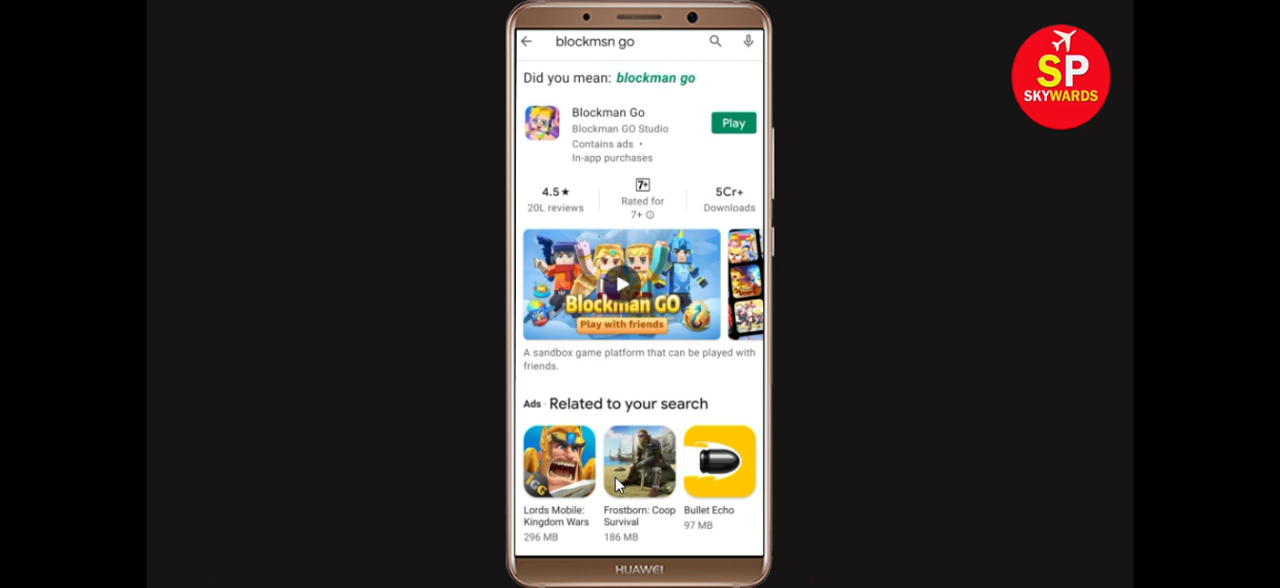 blockmsn go
Did you mean: blockman go
Blockman Go
Blockman GO Studio
Contains ads •
In-app purchases
Play
4.5★
20L reviews
7+
Rated for
7+
5Cr+
Downloads
Blockman GO
Play with friends
A sandbox game platform that can be played with
friends.
Ads · Related to your search
IGG
Lords Mobile:
Kingdom Wars
296 MB
Frostborn: Coop
Survival
186 MB
Bullet Echo
97 MB
HUAWEI
SP
SKYWARDS